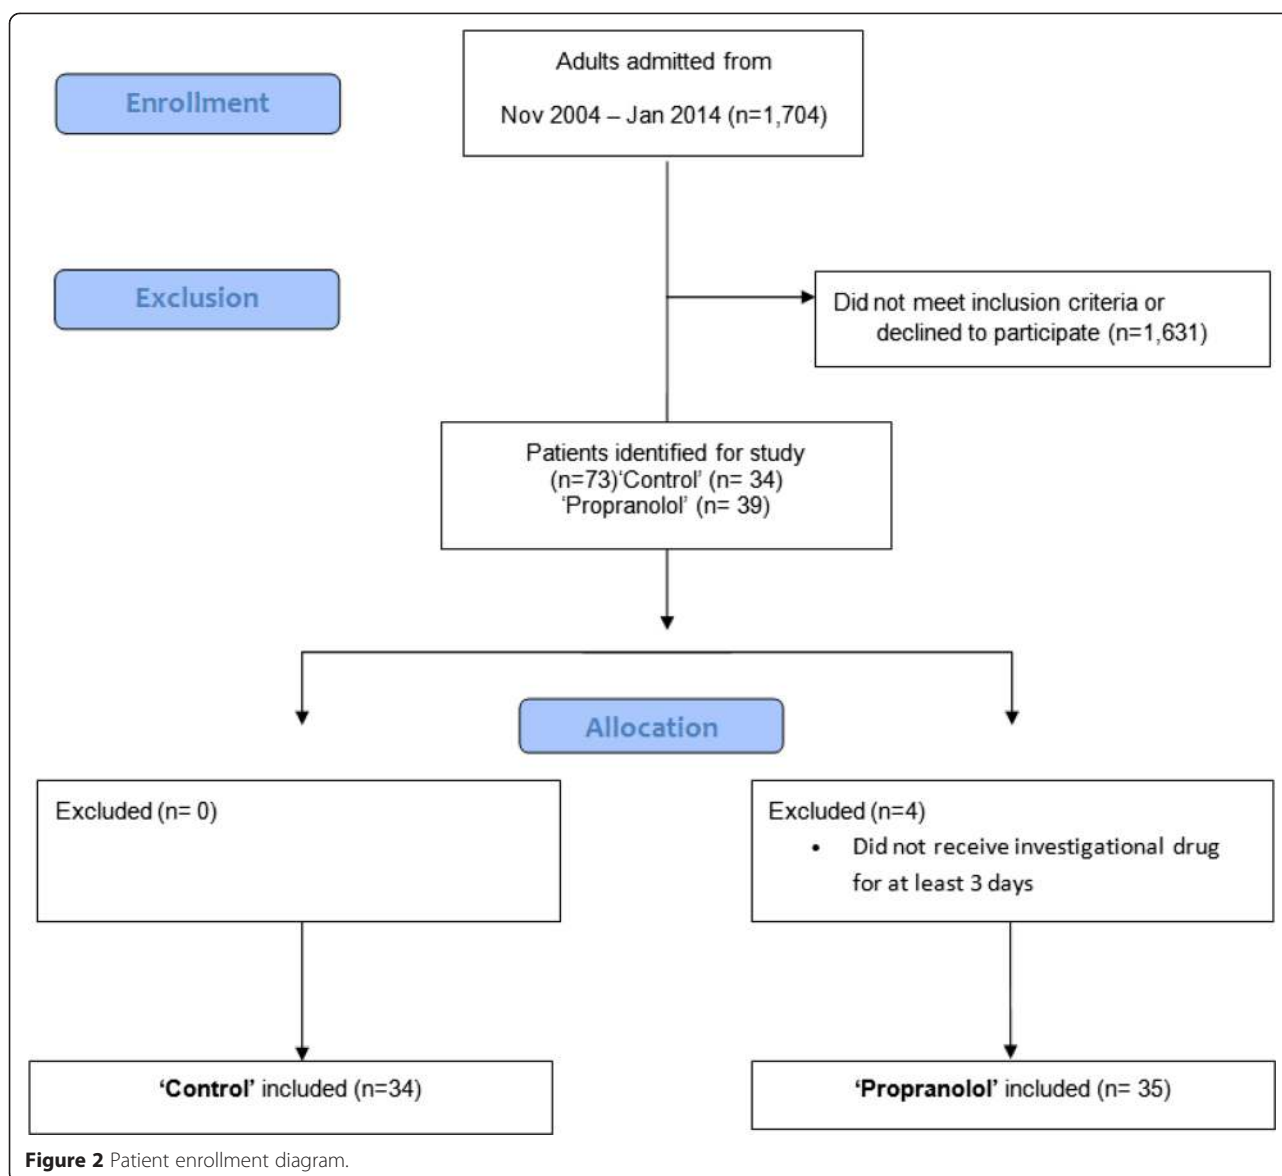 Enrollment
Adults admitted from
Nov 2004 – Jan 2014 (n=1,704)
Exclusion
Did not meet inclusion criteria or
declined to participate (n=1,631)
Patients identified for study
(n=73)‘Control’ (n= 34)
‘Propranolol’ (n= 39)
Allocation
Excluded (n= 0)
Excluded (n=4)
• Did not receive investigational drug
for at least 3 days
‘Control’ included (n=34)
‘Propranolol’ included (n= 35)
Figure 2 Patient enrollment diagram.